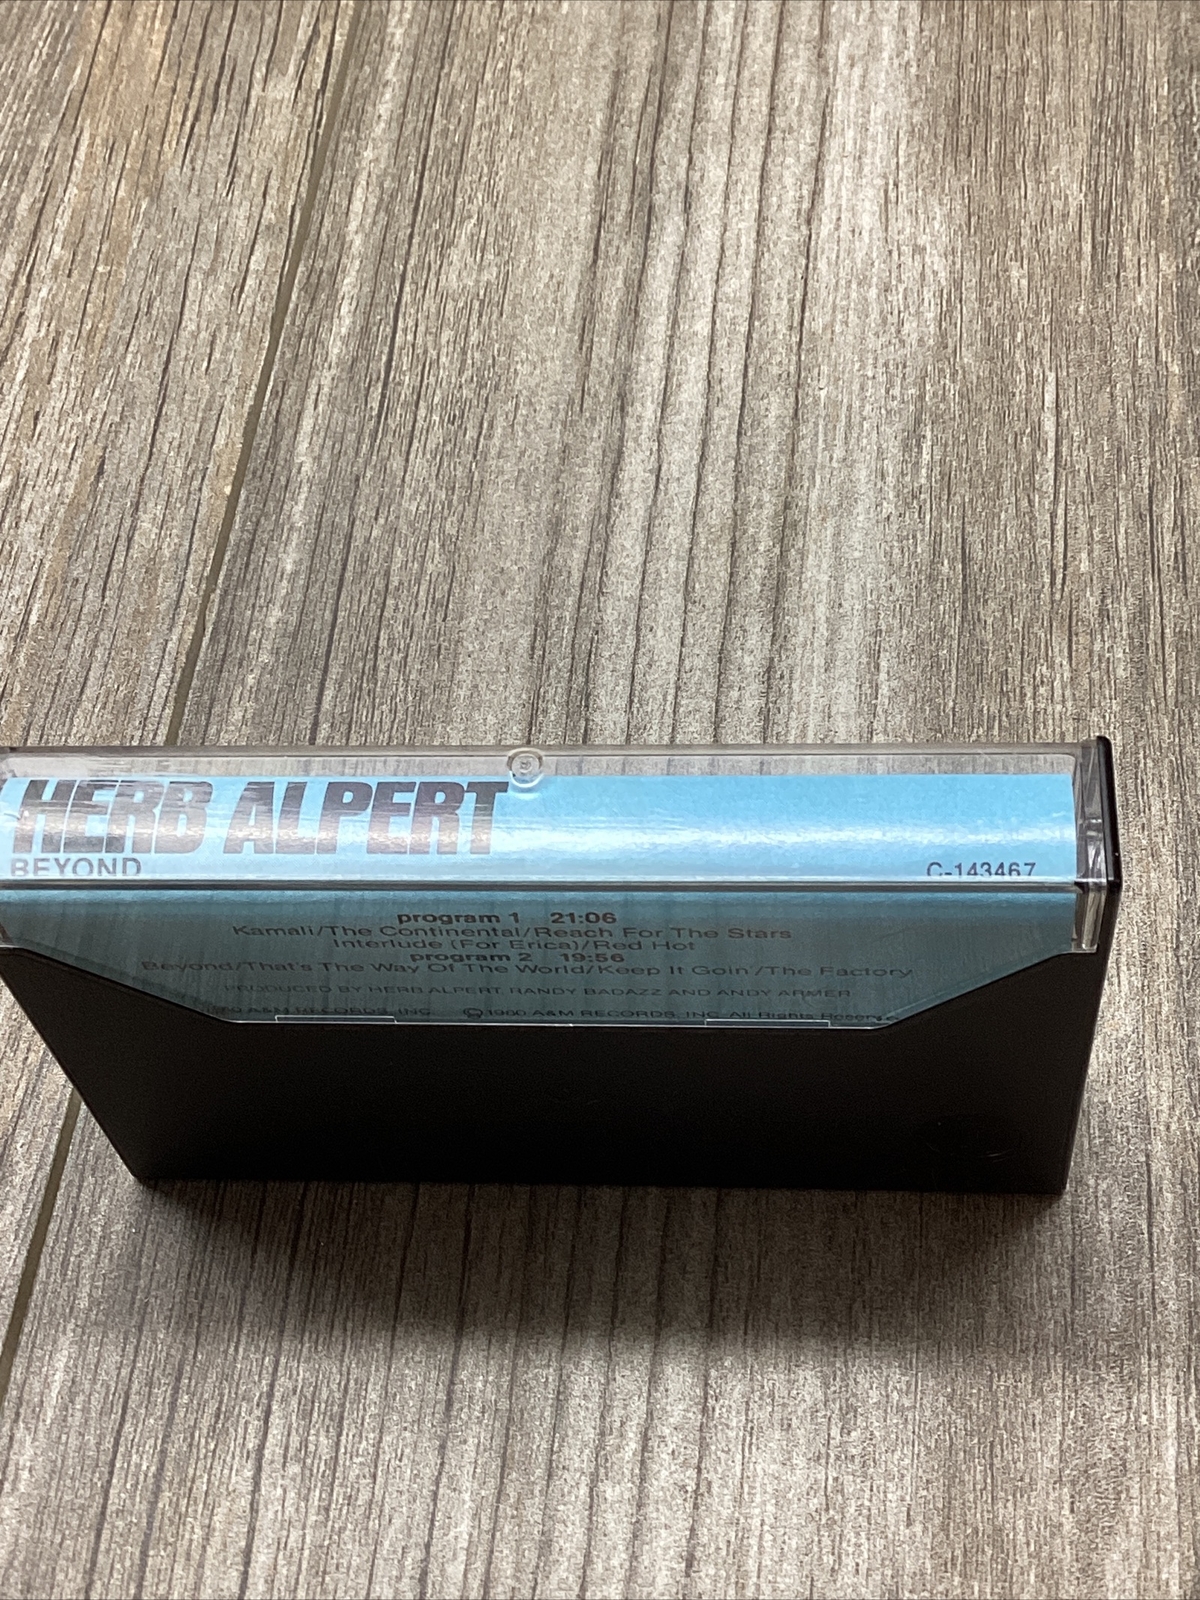 HERB ALPERT
BEYOND
C-143467
program 1 21:06
Kamali/The Continental/Reach For The Stars
Interlude (For Erica)/Red Hot
program 2 19:56
Beyond/That's The Way Of The World/Keep It Goin'/The Factory
PRODUCED BY HERB ALPERT, RANDY BADAZZ AND ANDY ARMER
A&M RECORDS, INC. ©1980 A&M RECORDS, INC. All Rights